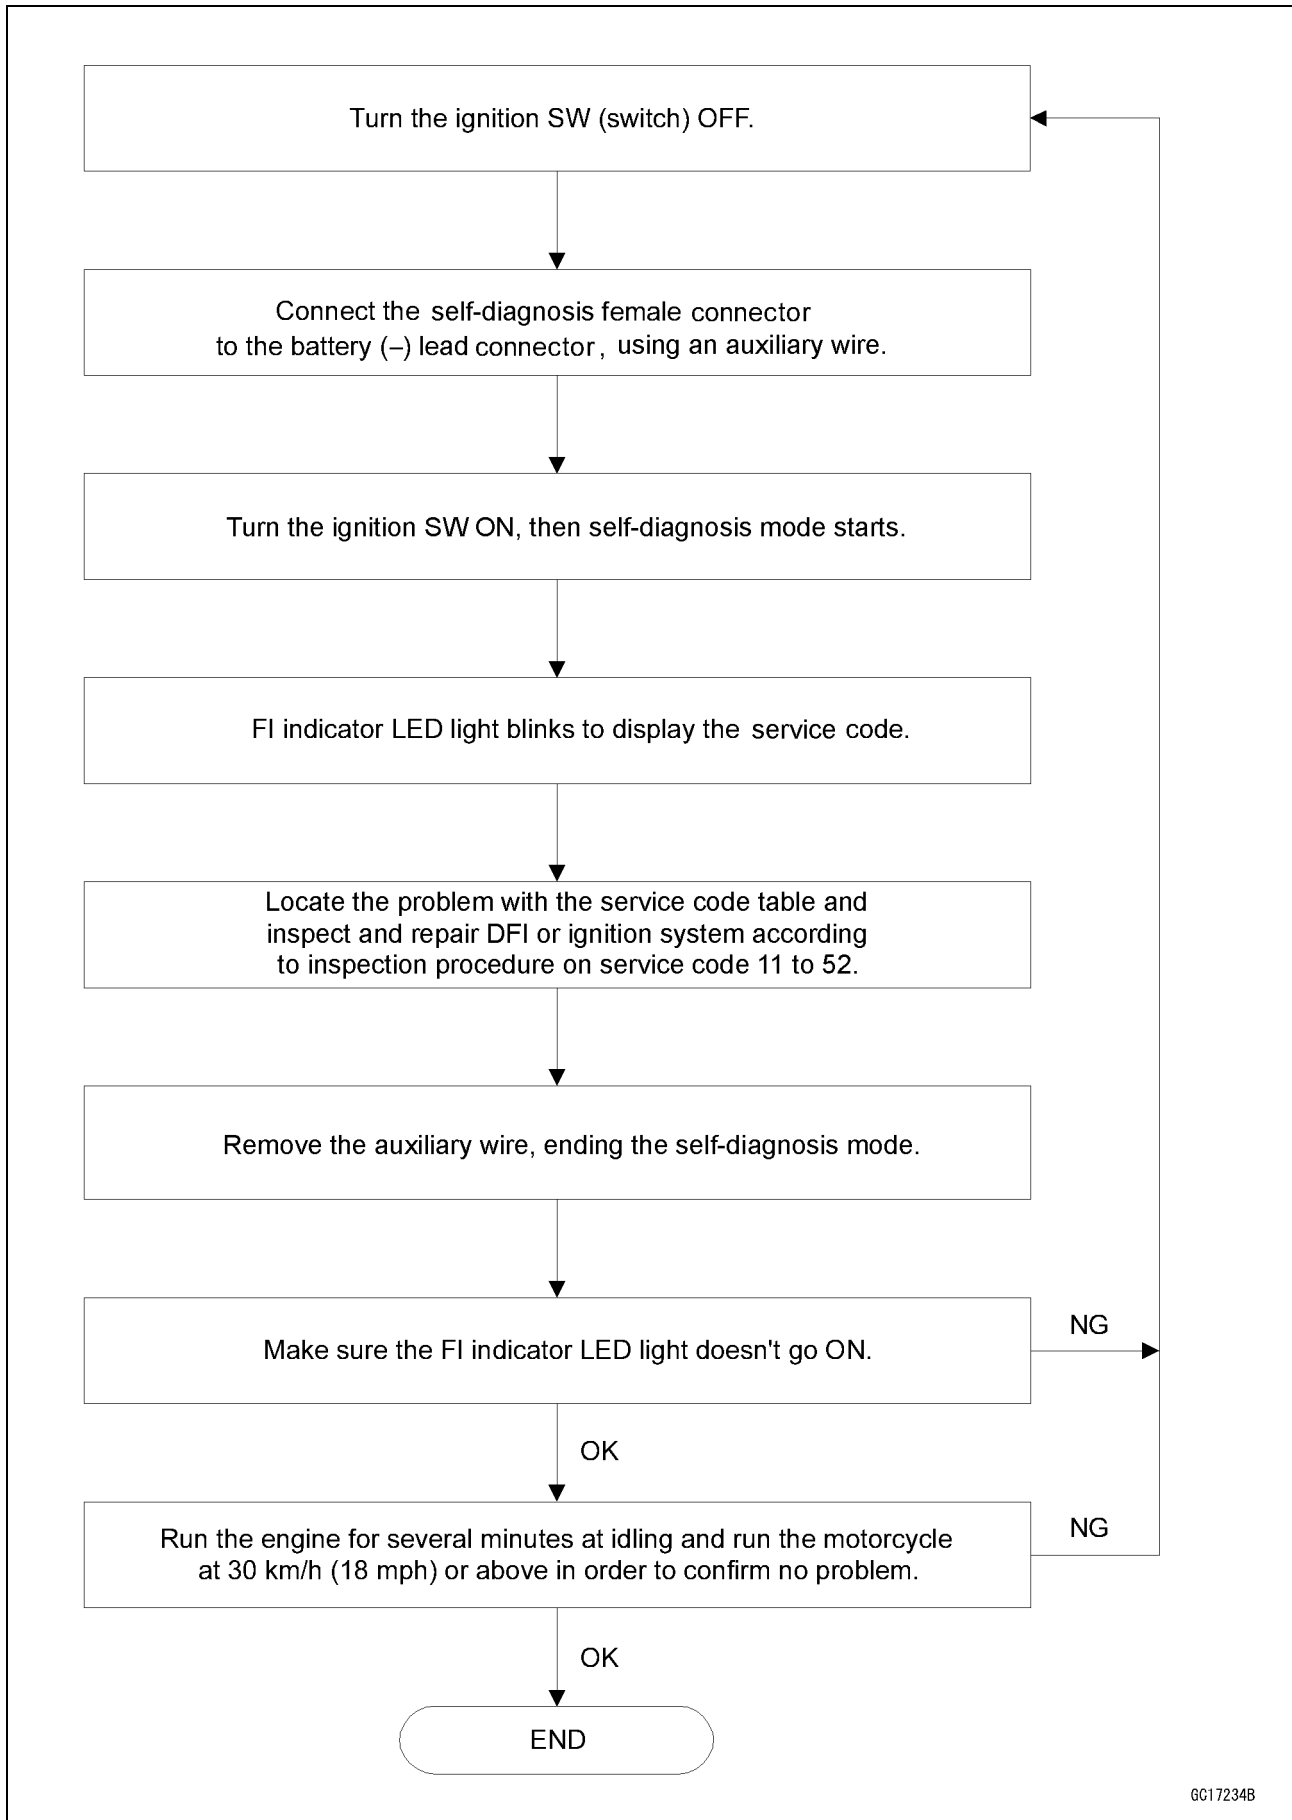 Turn the ignition SW (switch) OFF.
Connect the self-diagnosis female connector
to the battery (–) lead connector, using an auxiliary wire.
Turn the ignition SW ON, then self-diagnosis mode starts.
FI indicator LED light blinks to display the service code.
Locate the problem with the service code table and
inspect and repair DFI or ignition system according
to inspection procedure on service code 11 to 52.
Remove the auxiliary wire, ending the self-diagnosis mode.
NG
Make sure the FI indicator LED light doesn't go ON.
OK
NG
Run the engine for several minutes at idling and run the motorcycle
at 30 km/h (18 mph) or above in order to confirm no problem.
OK
END
GC17234B